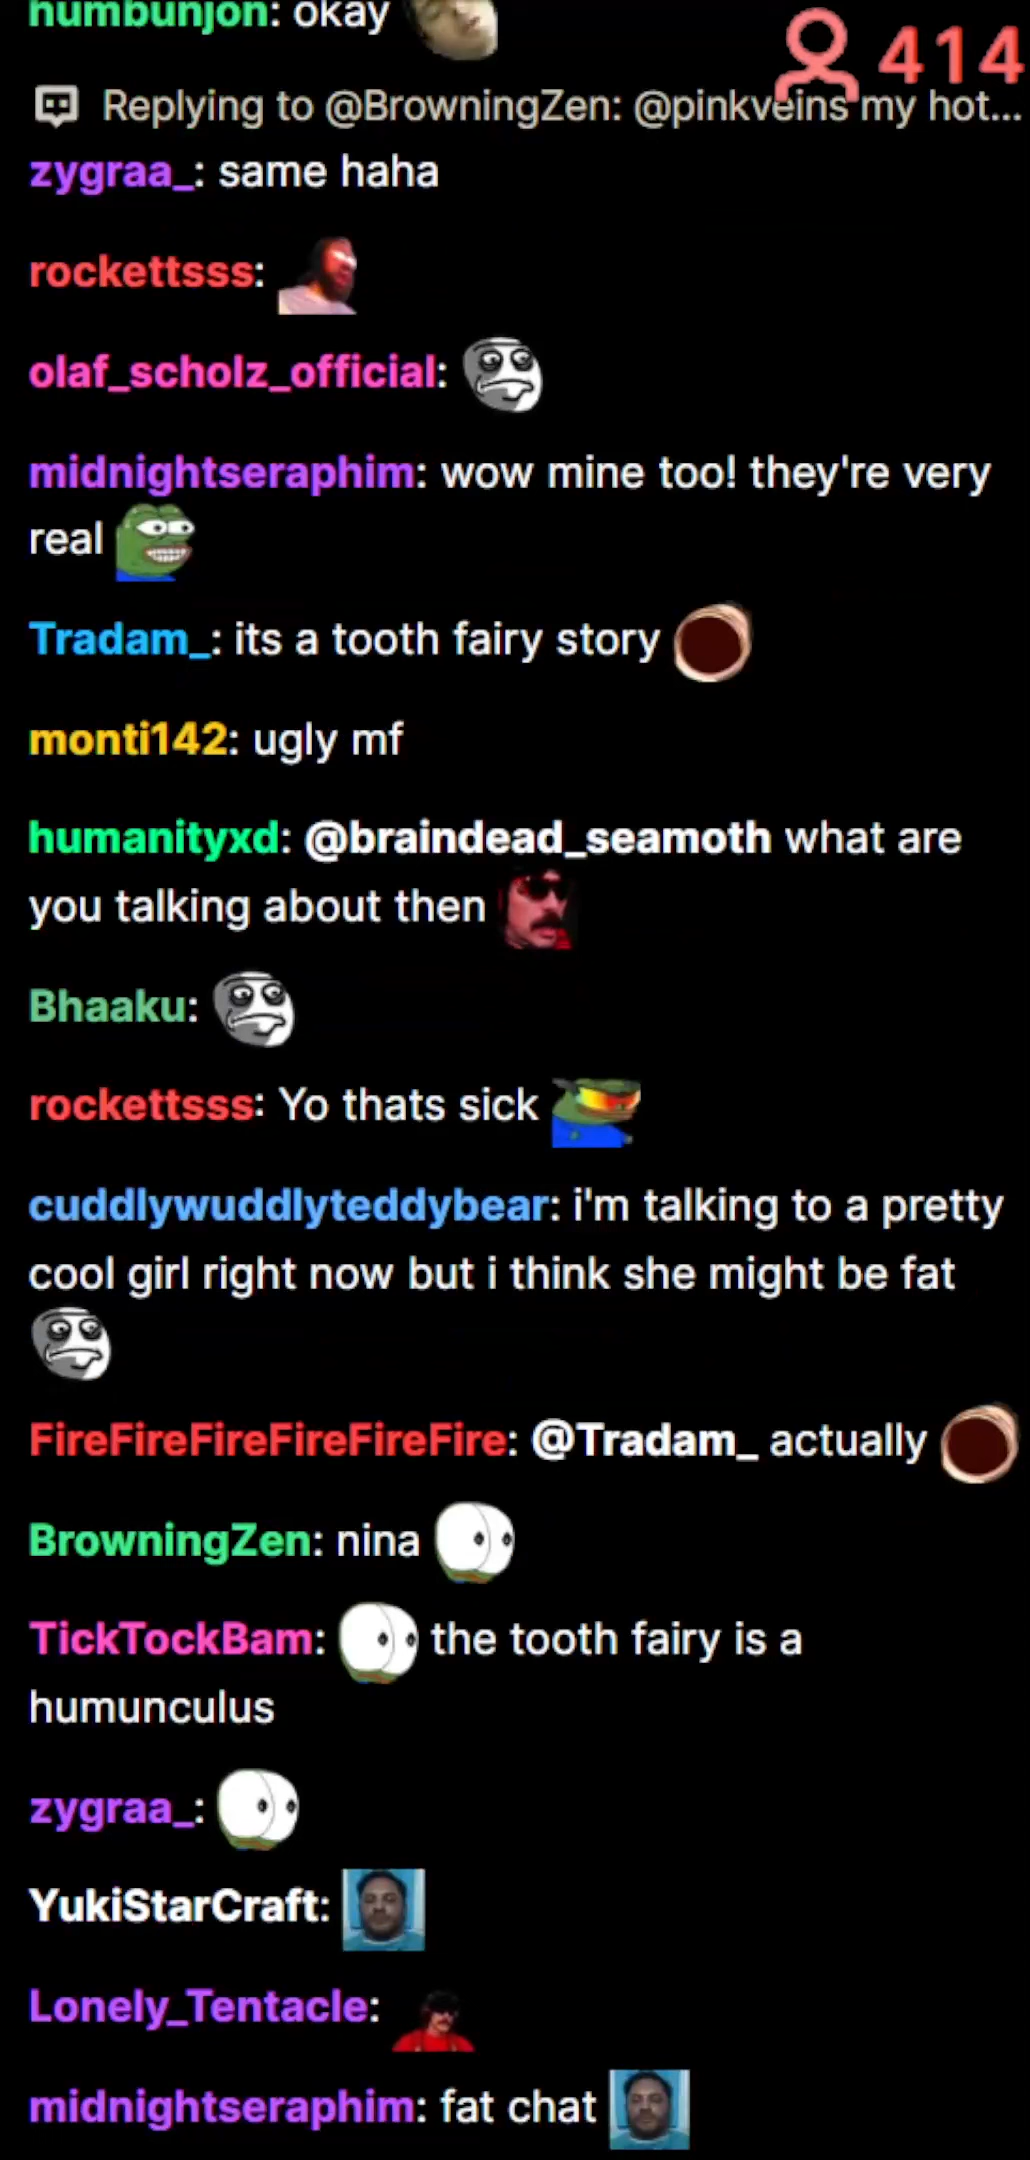 humbunjon: okay
414
Replying to @BrowningZen: @pinkveins my hot...
zygraa_: same haha
rockettsss:
olaf_scholz_official:
midnightseraphim: wow mine too! they're very
real
Tradam_: its a tooth fairy story
monti142: ugly mf
humanityxd: @braindead_seamoth what are
you talking about then
Bhaaku:
rockettsss: Yo thats sick
cuddlywuddlyteddybear: i'm talking to a pretty
cool girl right now but i think she might be fat
FireFireFireFireFireFire: @Tradam_ actually
BrowningZen: nina
TickTockBam: the tooth fairy is a
humunculus
zygraa_:
YukiStarCraft:
Lonely_Tentacle:
midnightseraphim: fat chat